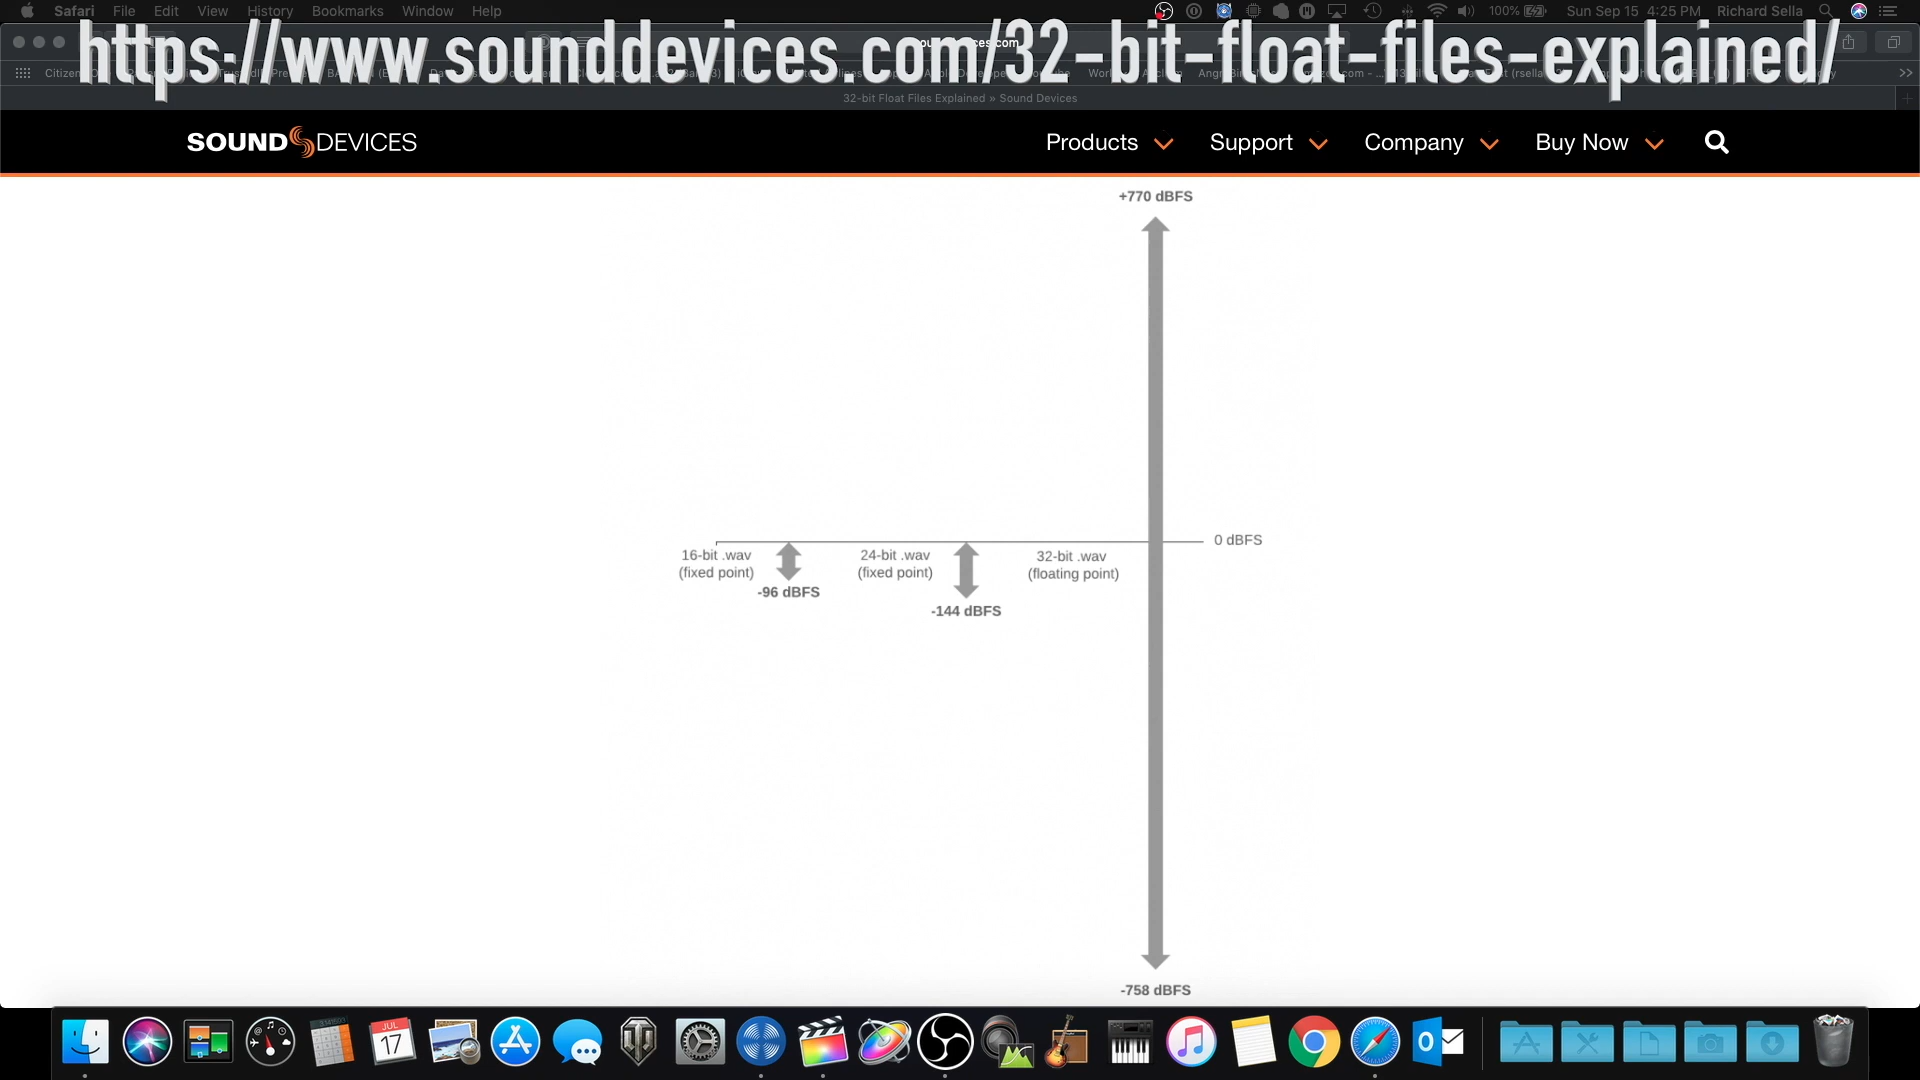 Safari File Edit View History Bookmarks Window Help 100% Sun Sep 15 4:25 PM Richard Sella
https://www.sounddevices.com/32-bit-float-files-explained/
32-bit Float Files Explained » Sound Devices
SOUND DEVICES Products Support Company Buy Now
+770 dBFS
0 dBFS
16-bit .wav
(fixed point)
-96 dBFS
24-bit .wav
(fixed point)
-144 dBFS
32-bit .wav
(floating point)
-758 dBFS
JUL
17